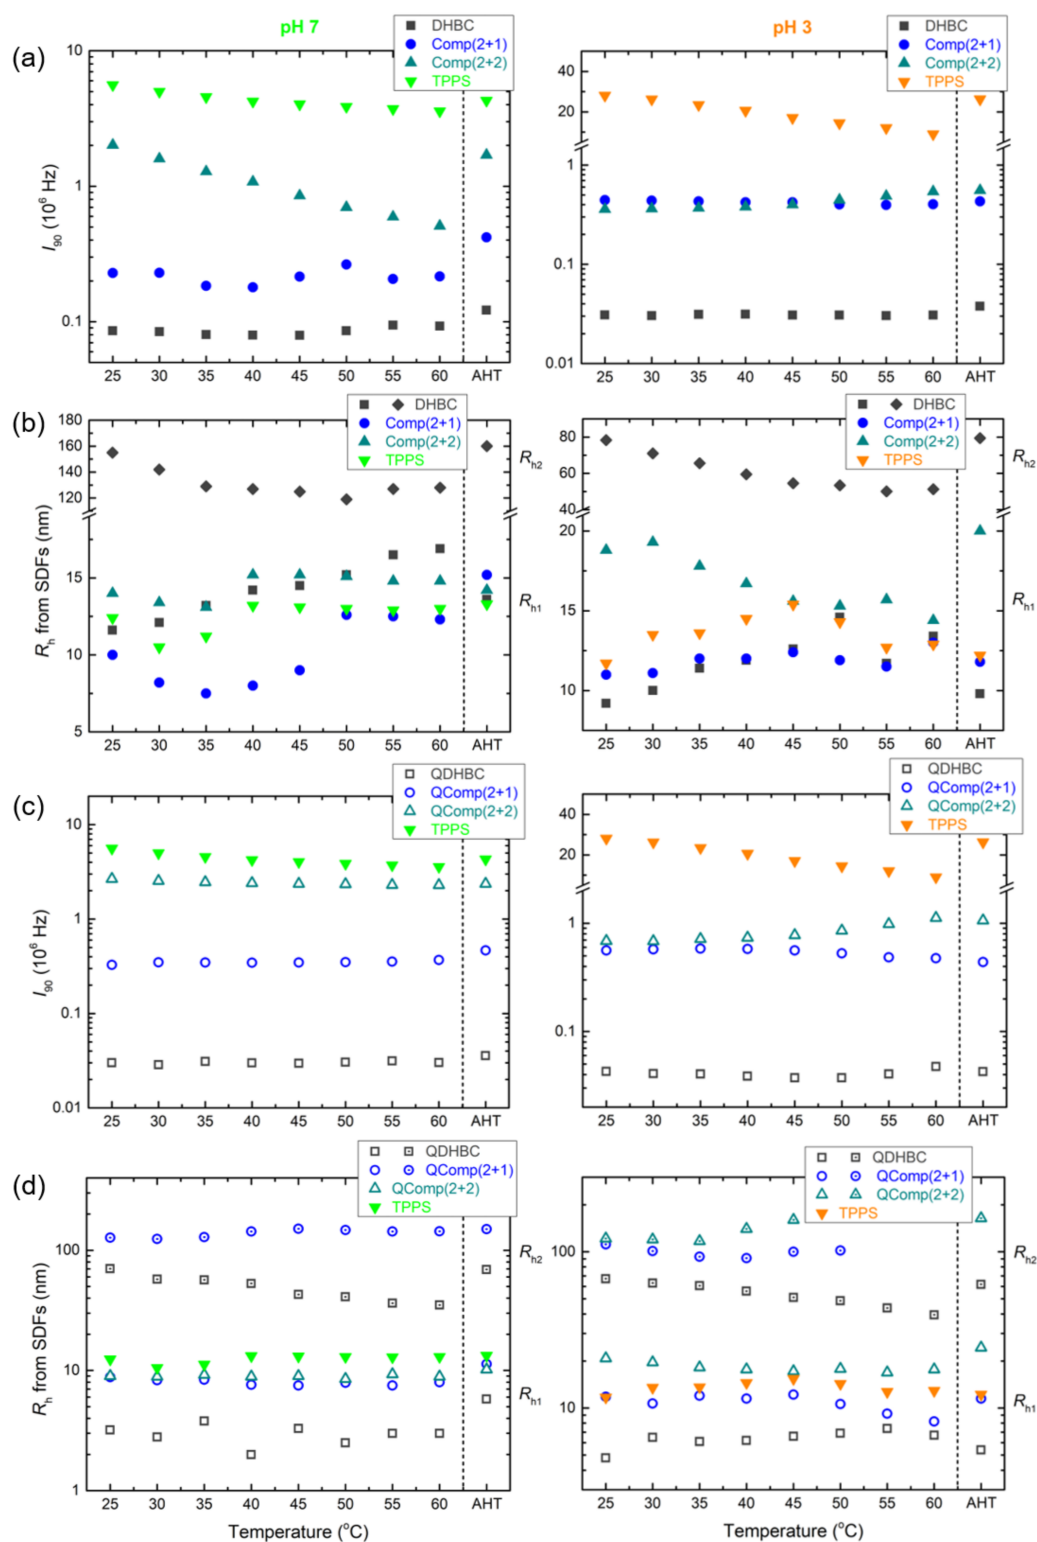 pH 7
pH 3
(a)
DHBC
Comp(2+1)
Comp(2+2)
TPPS
10
1
0.1
I90 (10^6 Hz)
25 30 35 40 45 50 55 60 AHT
DHBC
Comp(2+1)
Comp(2+2)
TPPS
40
20
1
0.1
0.01
25 30 35 40 45 50 55 60 AHT
(b)
DHBC
Comp(2+1)
Comp(2+2)
TPPS
180
160
140
120
15
10
5
Rh from SDFs (nm)
Rh2
Rh1
25 30 35 40 45 50 55 60 AHT
DHBC
Comp(2+1)
Comp(2+2)
TPPS
80
60
40
20
15
10
Rh2
Rh1
25 30 35 40 45 50 55 60 AHT
(c)
QDHBC
QComp(2+1)
QComp(2+2)
TPPS
10
1
0.1
0.01
I90 (10^6 Hz)
25 30 35 40 45 50 55 60 AHT
QDHBC
QComp(2+1)
QComp(2+2)
TPPS
40
20
1
0.1
25 30 35 40 45 50 55 60 AHT
(d)
QDHBC
QComp(2+1)
QComp(2+2)
TPPS
100
10
1
Rh from SDFs (nm)
Rh2
Rh1
25 30 35 40 45 50 55 60 AHT
Temperature (°C)
QDHBC
QComp(2+1)
QComp(2+2)
TPPS
100
10
Rh2
Rh1
25 30 35 40 45 50 55 60 AHT
Temperature (°C)